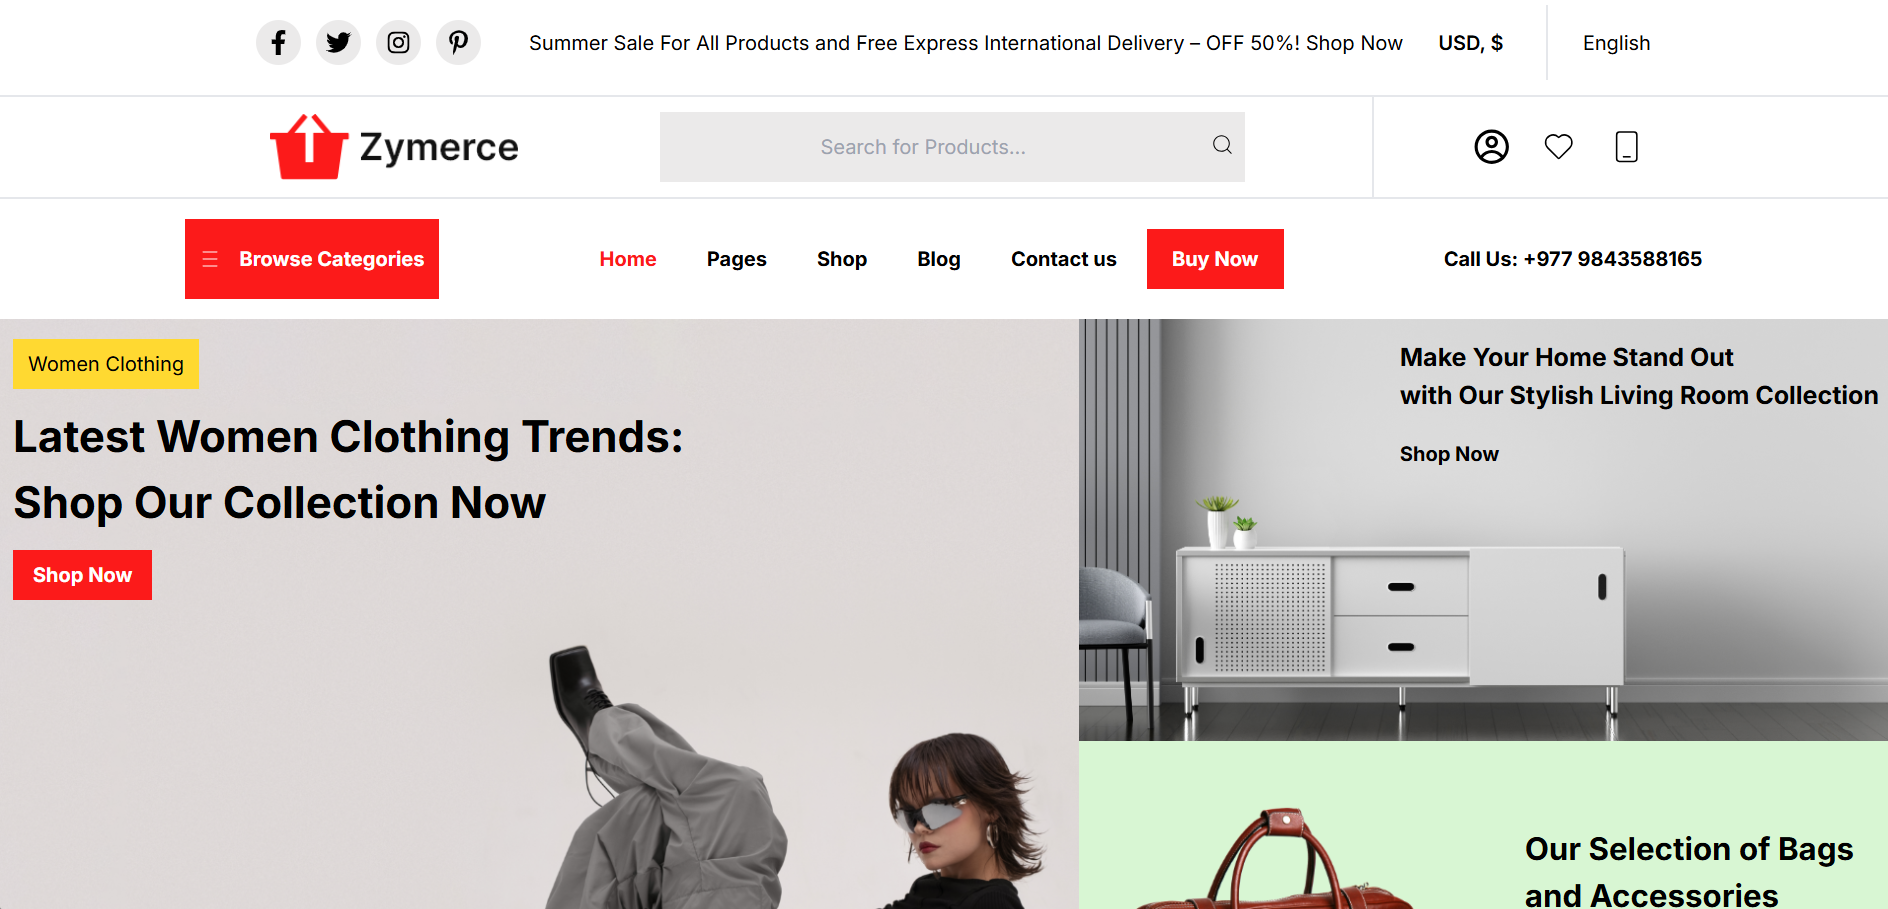 Summer Sale For All Products and Free Express International Delivery – OFF 50%! Shop Now
USD, $
English
Zymerce
Search for Products...
Browse Categories
Home
Pages
Shop
Blog
Contact us
Buy Now
Call Us: +977 9843588165
Women Clothing
Latest Women Clothing Trends:
Shop Our Collection Now
Shop Now
Make Your Home Stand Out
with Our Stylish Living Room Collection
Shop Now
Our Selection of Bags
and Accessories